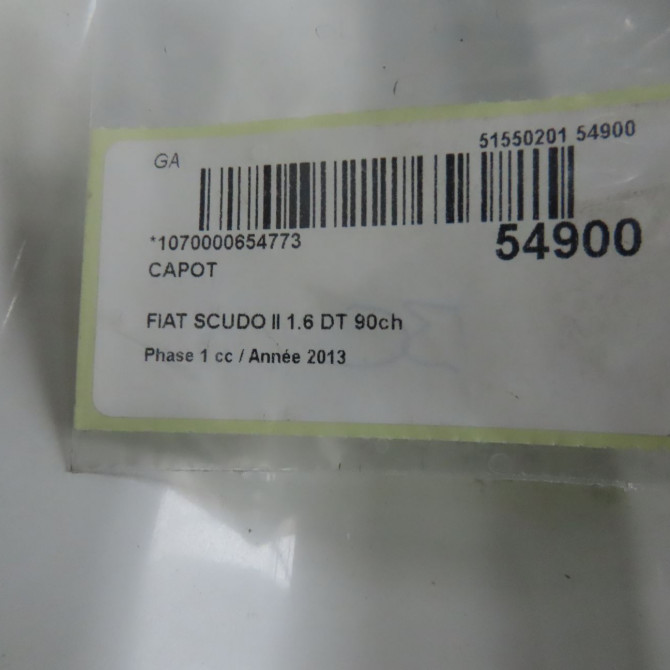 GA
51550201 54900
*1070000654773
54900
CAPOT
FIAT SCUDO II 1.6 DT 90ch
Phase 1 cc / Année 2013